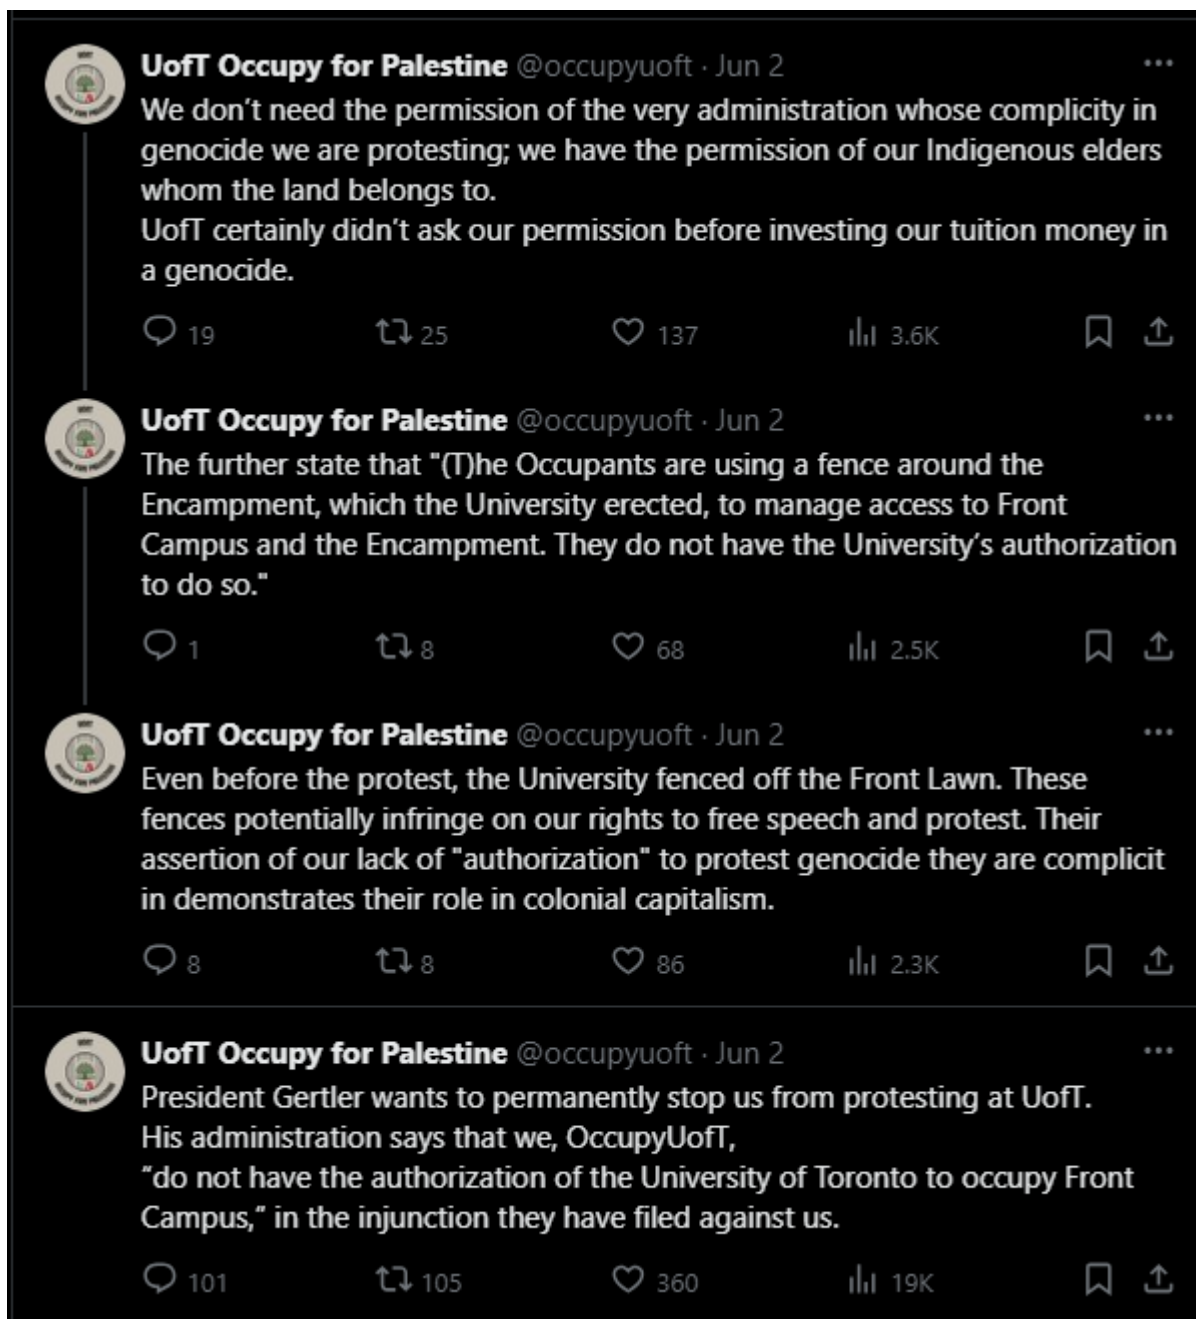 UofT Occupy for Palestine @occupyuoft · Jun 2
We don’t need the permission of the very administration whose complicity in
genocide we are protesting; we have the permission of our Indigenous elders
whom the land belongs to.
UofT certainly didn’t ask our permission before investing our tuition money in
a genocide.
19 25 137 3.6K
UofT Occupy for Palestine @occupyuoft · Jun 2
The further state that "(T)he Occupants are using a fence around the
Encampment, which the University erected, to manage access to Front
Campus and the Encampment. They do not have the University’s authorization
to do so."
1 8 68 2.5K
UofT Occupy for Palestine @occupyuoft · Jun 2
Even before the protest, the University fenced off the Front Lawn. These
fences potentially infringe on our rights to free speech and protest. Their
assertion of our lack of "authorization" to protest genocide they are complicit
in demonstrates their role in colonial capitalism.
8 8 86 2.3K
UofT Occupy for Palestine @occupyuoft · Jun 2
President Gertler wants to permanently stop us from protesting at UofT.
His administration says that we, OccupyUofT,
“do not have the authorization of the University of Toronto to occupy Front
Campus,” in the injunction they have filed against us.
101 105 360 19K